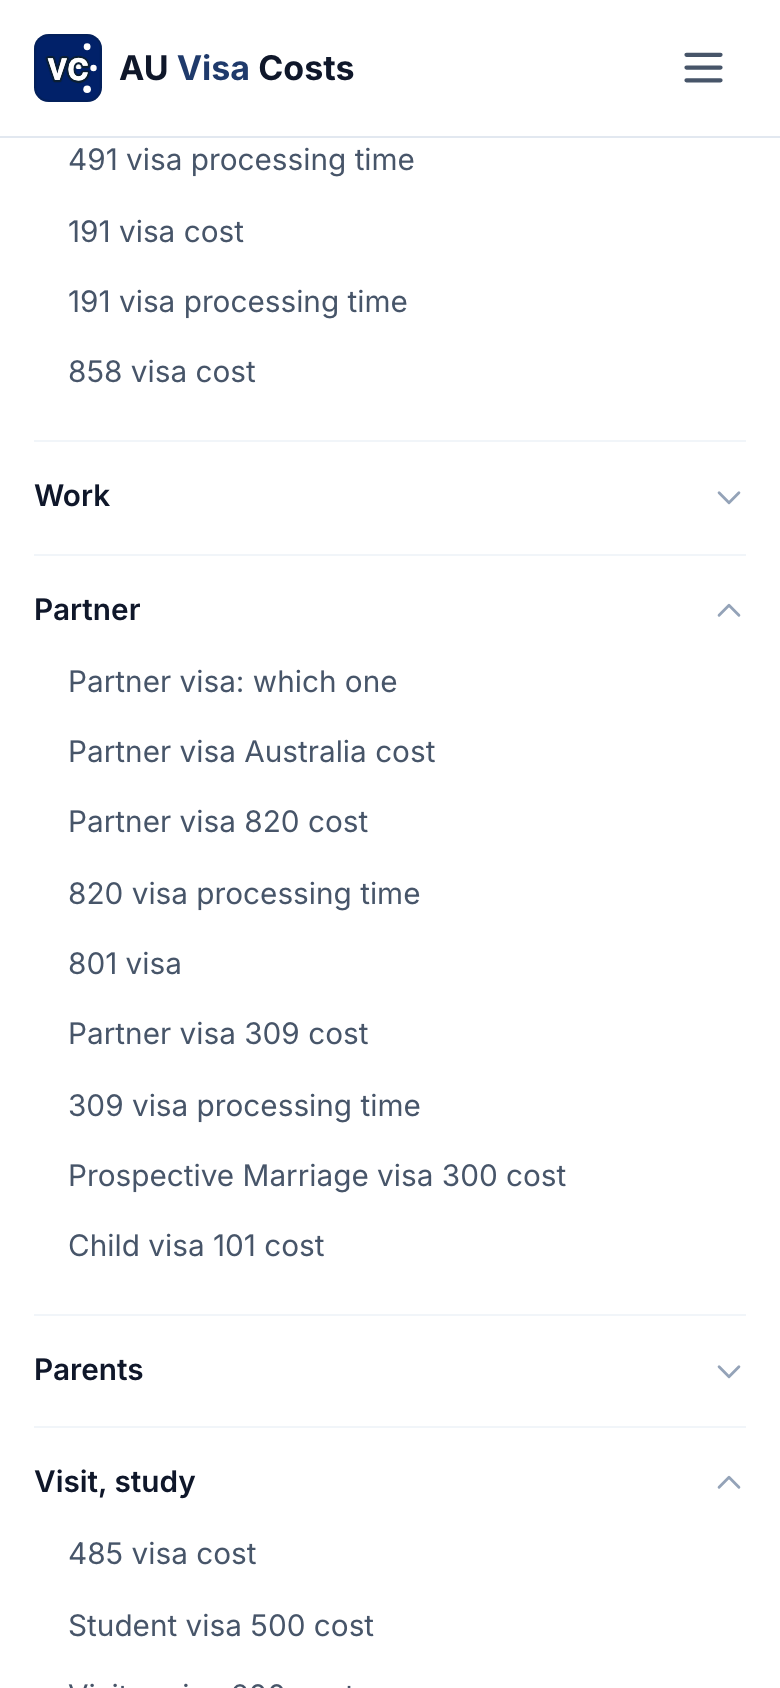 VC
AU Visa Costs
491 visa processing time
191 visa cost
191 visa processing time
858 visa cost
Work
Partner
Partner visa: which one
Partner visa Australia cost
Partner visa 820 cost
820 visa processing time
801 visa
Partner visa 309 cost
309 visa processing time
Prospective Marriage visa 300 cost
Child visa 101 cost
Parents
Visit, study
485 visa cost
Student visa 500 cost